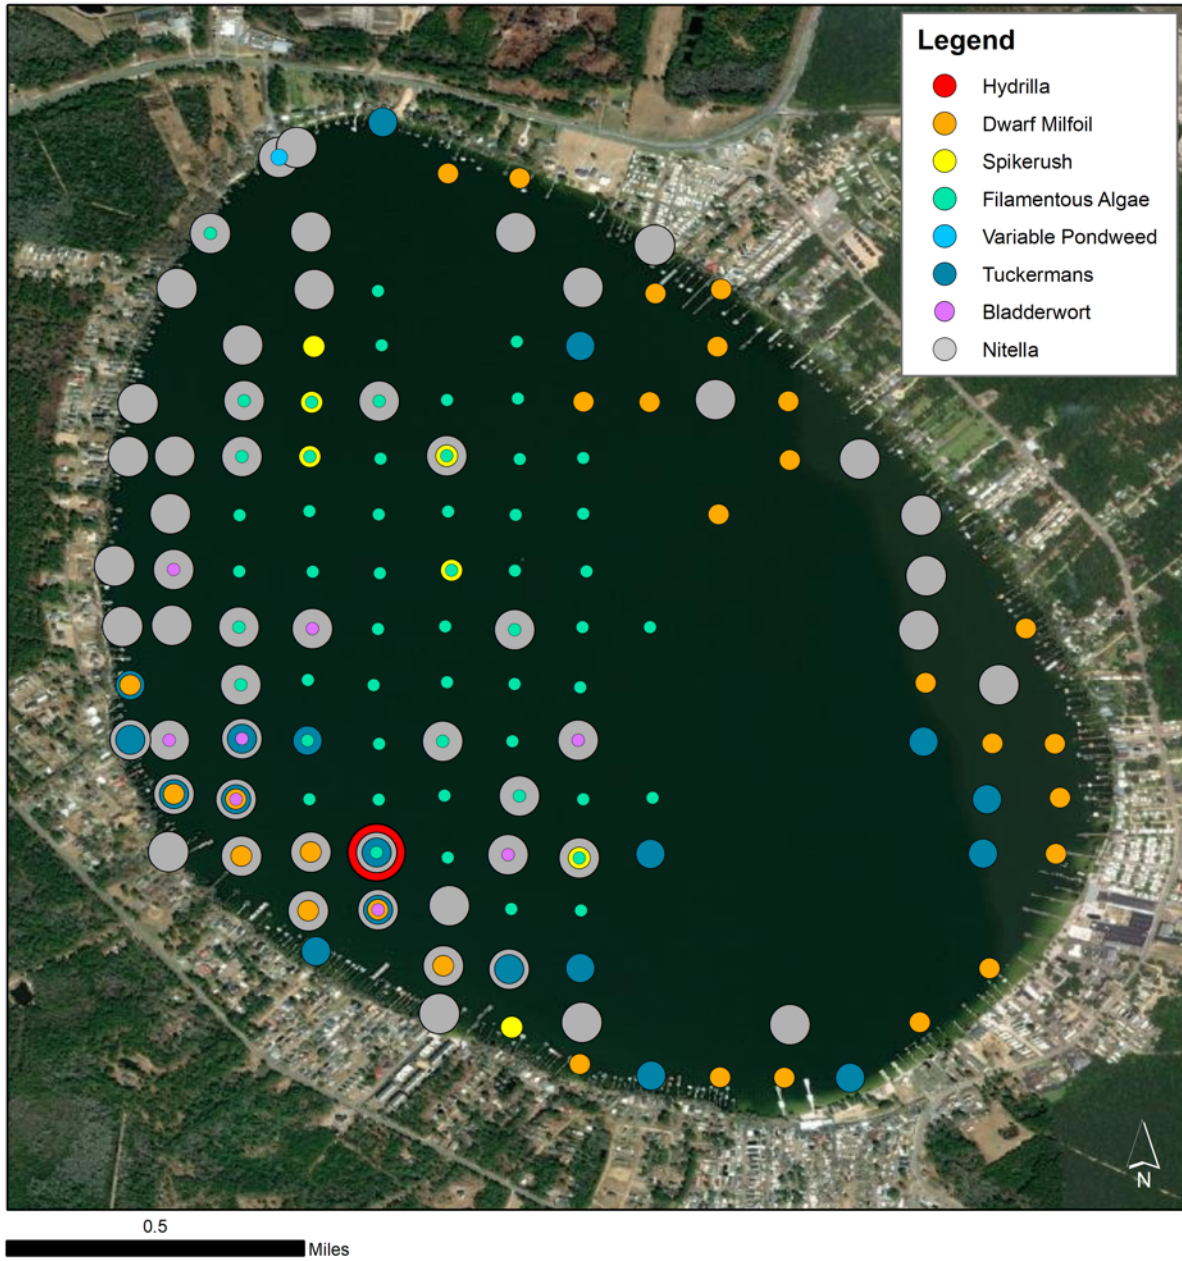 Legend
Hydrilla
Dwarf Milfoil
Spikerush
Filamentous Algae
Variable Pondweed
Tuckermans
Bladderwort
Nitella
N
0.5
Miles